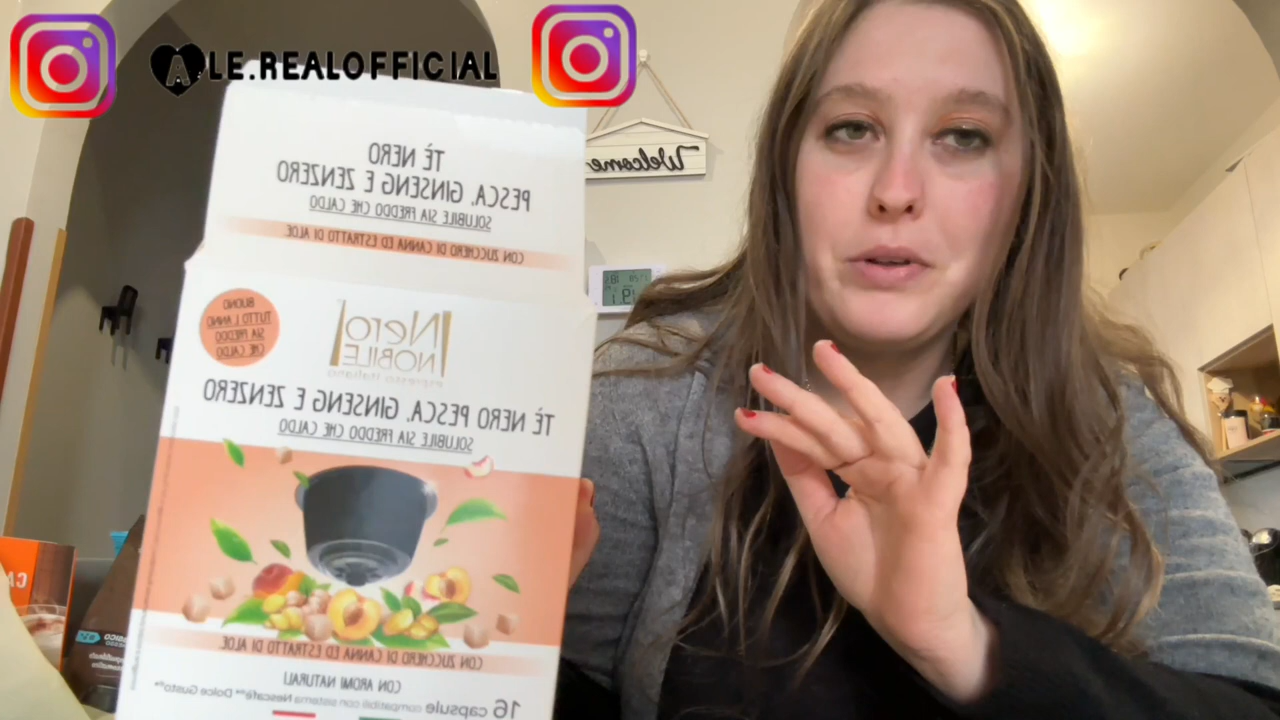 ALE.REALOFFICIAL
Welcome
TÈ NERO
PESCA, GINSENG E ZENZERO
SOLUBILE SIA FREDDO CHE CALDO
CON ZUCCHERO DI CANNA ED ESTRATTO DI ALOE
BUONO
TUTTO L'ANNO
SIA FREDDO
CHE CALDO
Nero
NOBILE
espresso italiano
TÈ NERO PESCA, GINSENG E ZENZERO
SOLUBILE SIA FREDDO CHE CALDO
CON ZUCCHERO DI CANNA ED ESTRATTO DI ALOE
CON AROMI NATURALI
16 capsule compatibili con sistema Nescafè** Dolce Gusto**
CA